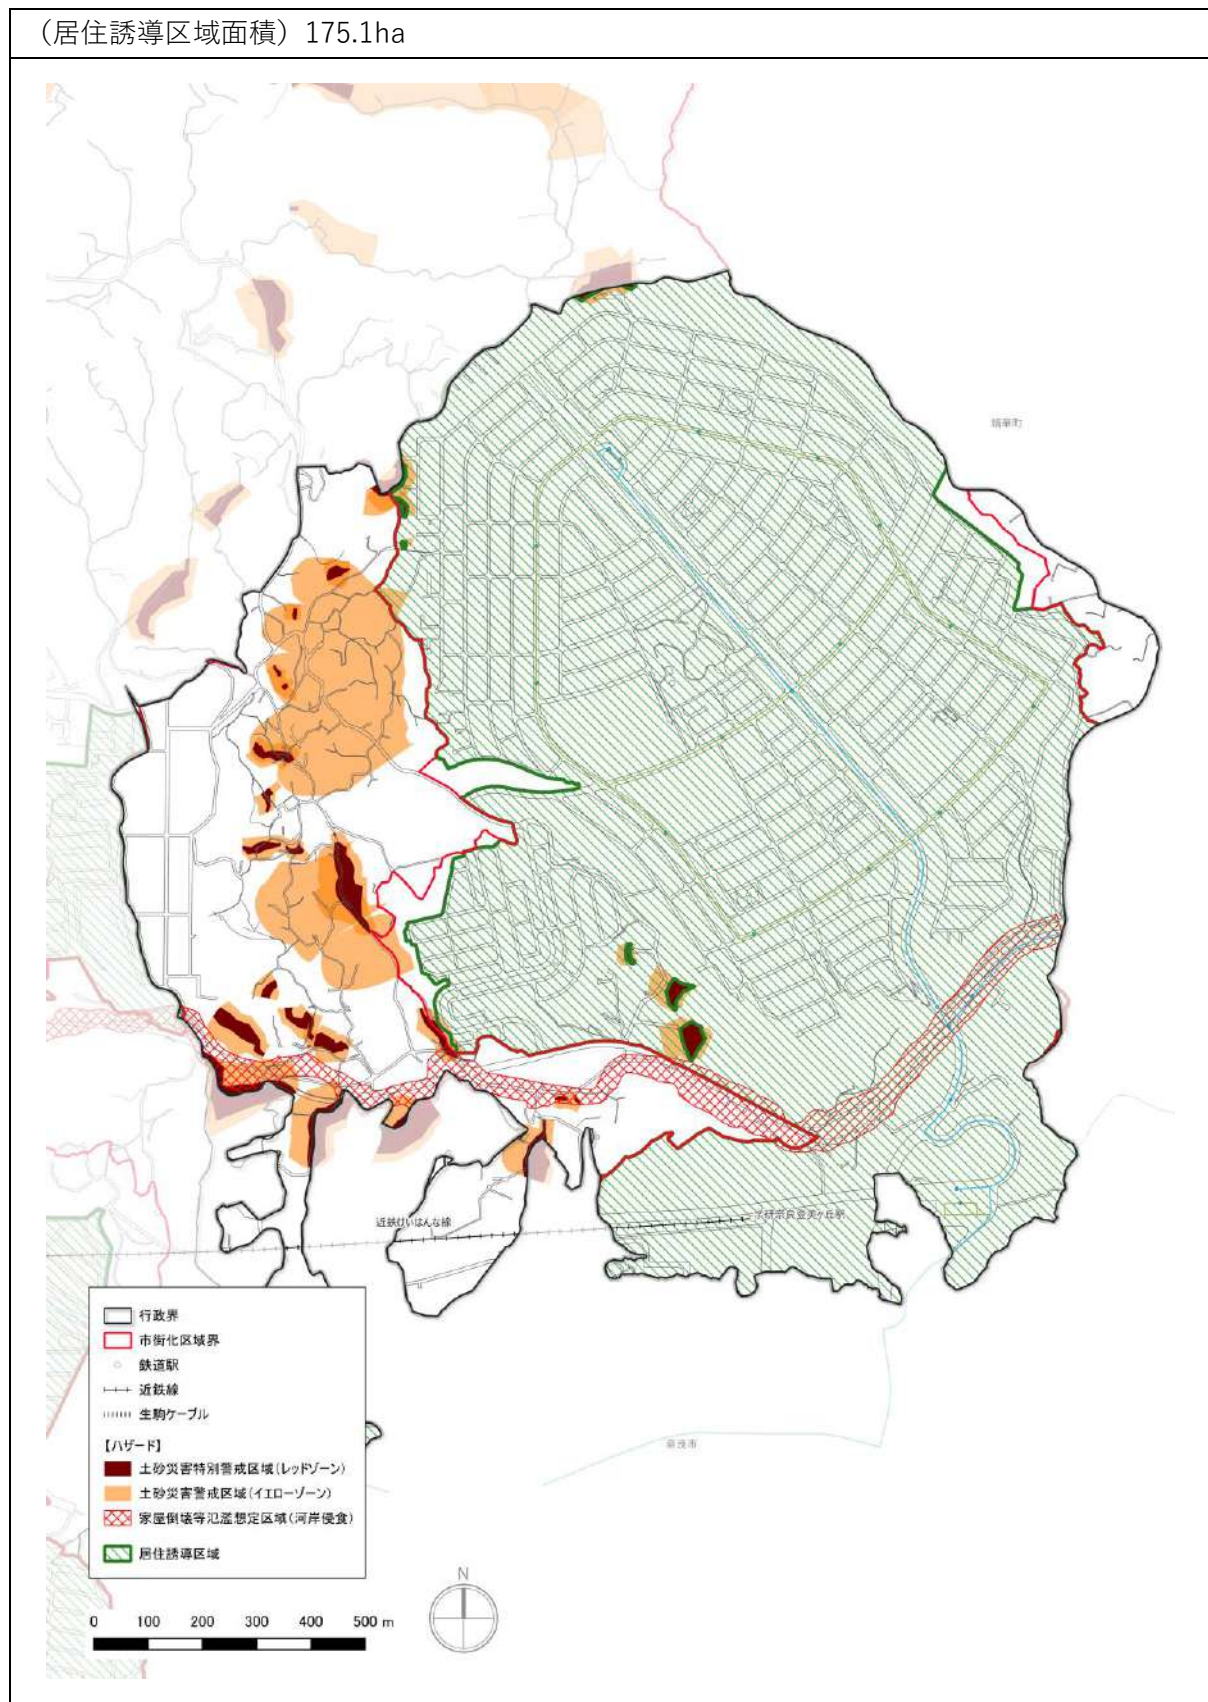 （居住誘導区域面積）175.1ha
精華町
近鉄けいはんな線
学研奈良登美ヶ丘駅
行政界
市街化区域界
鉄道駅
近鉄線
生駒ケーブル
【ハザード】
土砂災害特別警戒区域（レッドゾーン）
土砂災害警戒区域（イエローゾーン）
家屋倒壊等氾濫想定区域（河岸侵食）
居住誘導区域
奈良市
N
0 100 200 300 400 500 m